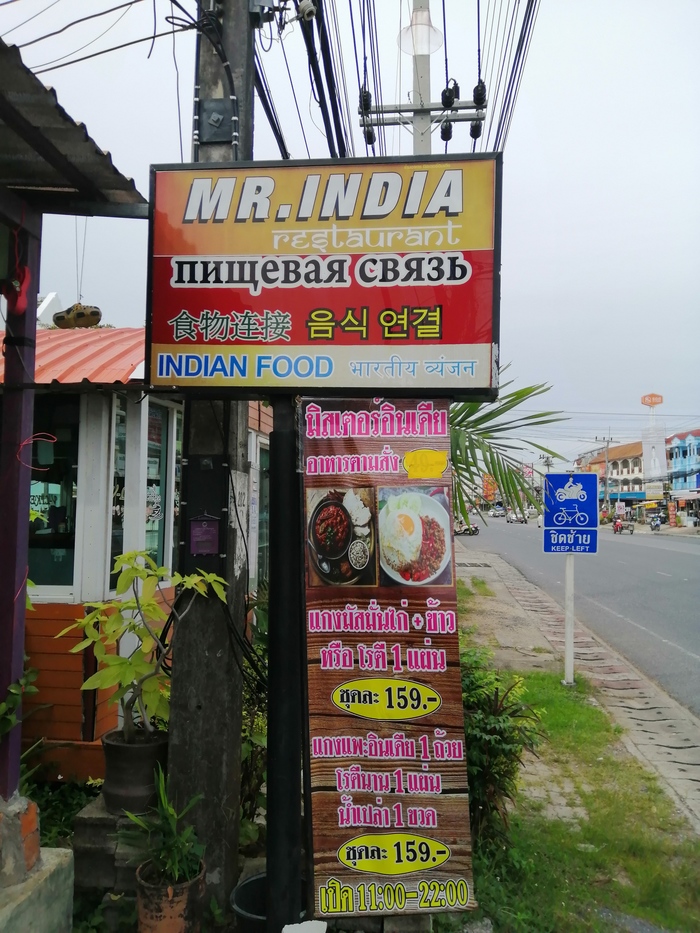 MR.INDIA
restaurant
пищевая связь
食物连接 음식 연결
INDIAN FOOD भारतीय व्यंजन
มิสเตอร์อินเดีย
อาหารตามสั่ง
แกงมัสมั่นไก่ + ข้าว
หรือ โรตี 1 แผ่น
ชุดละ 159.-
แกงแพะอินเดีย 1 ถ้วย
โรตีนาน 1 แผ่น
น้ำเปล่า 1 ขวด
ชุดละ 159.-
เปิด 11:00-22:00
ชิดซ้าย
KEEP LEFT